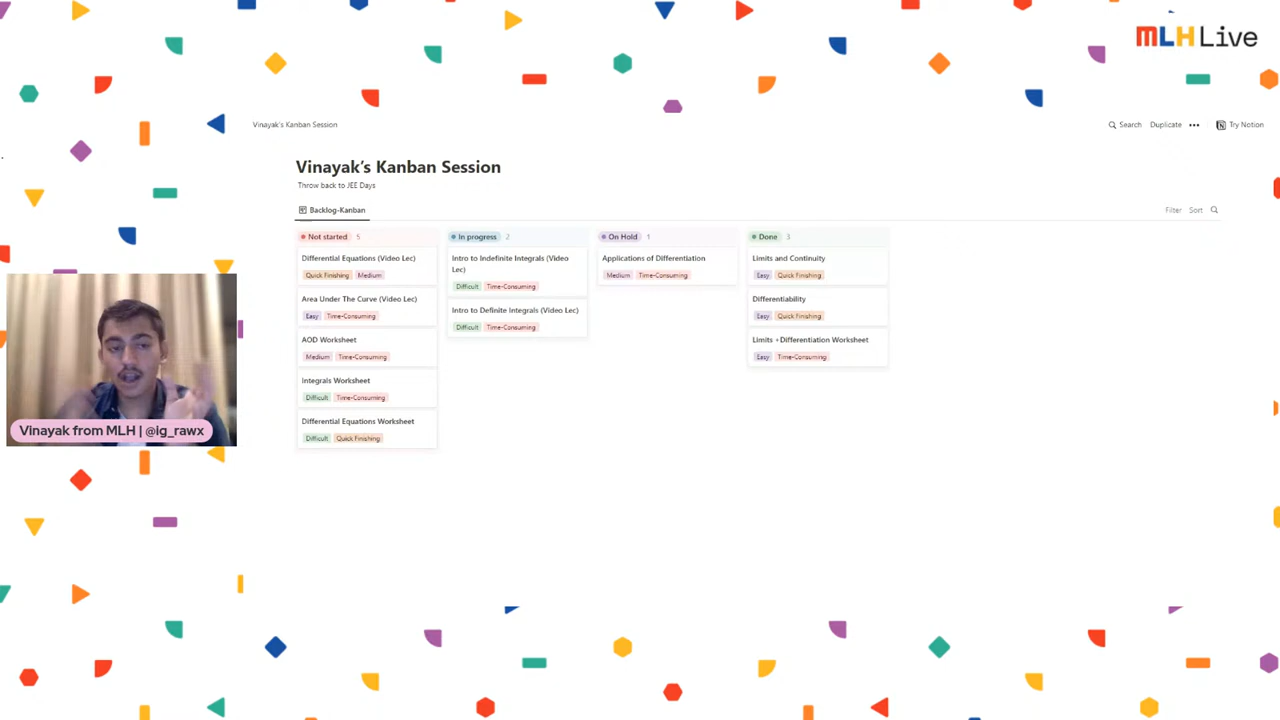 MLH Live
Vinayak's Kanban Session
Search
Duplicate
Try Notion
Vinayak's Kanban Session
Throw back to JEE Days
Backlog-Kanban
Filter
Sort
Not started 5
Differential Equations (Video Lec)
Quick Finishing Medium
Area Under The Curve (Video Lec)
Easy Time-Consuming
AOD Worksheet
Medium Time-Consuming
Integrals Worksheet
Difficult Time-Consuming
Differential Equations Worksheet
Difficult Quick Finishing
In progress 2
Intro to Indefinite Integrals (Video
Lec)
Difficult Time-Consuming
Intro to Definite Integrals (Video Lec)
Difficult Time-Consuming
On Hold 1
Applications of Differentiation
Medium Time-Consuming
Done 3
Limits and Continuity
Easy Quick Finishing
Differentiability
Easy Quick Finishing
Limits +Differentiation Worksheet
Easy Time-Consuming
Vinayak from MLH | @ig_rawx